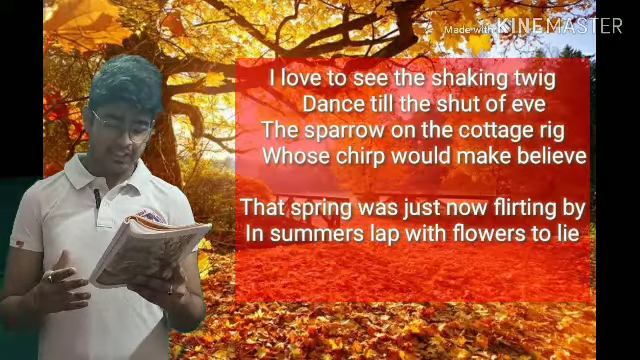 Made with KINEMASTER
I love to see the shaking twig
Dance till the shut of eve
The sparrow on the cottage rig
Whose chirp would make believe
That spring was just now flirting by
In summers lap with flowers to lie